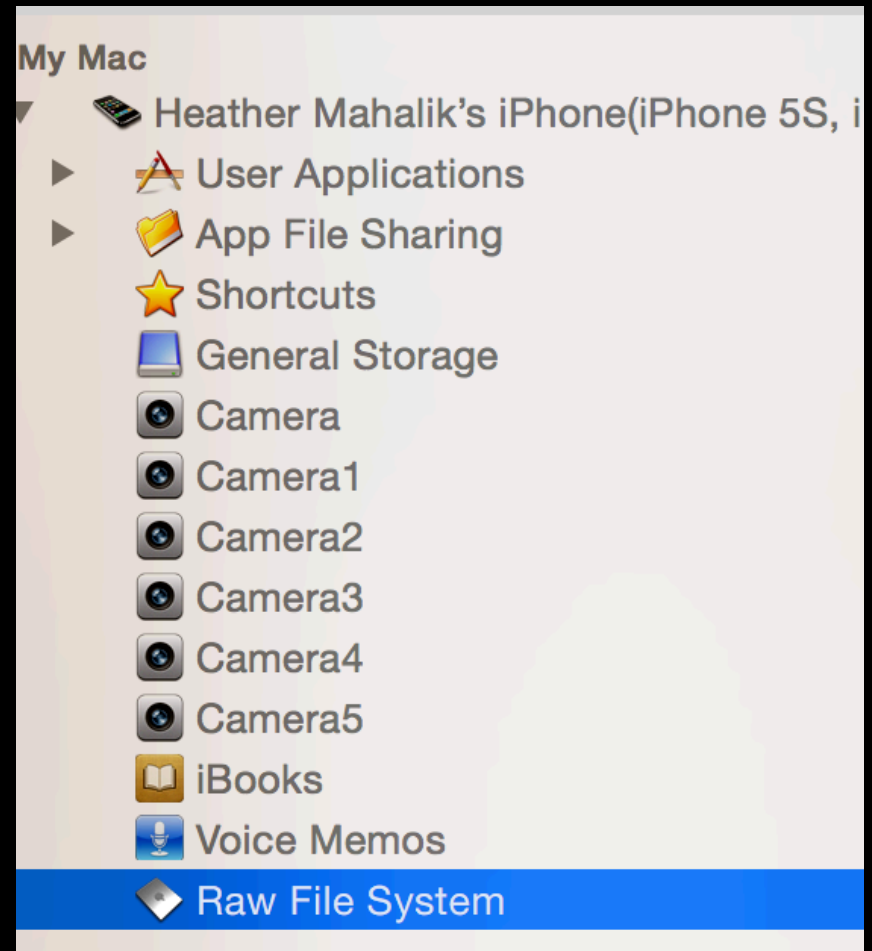 My Mac
Heather Mahalik’s iPhone(iPhone 5S, i
User Applications
App File Sharing
Shortcuts
General Storage
Camera
Camera1
Camera2
Camera3
Camera4
Camera5
iBooks
Voice Memos
Raw File System